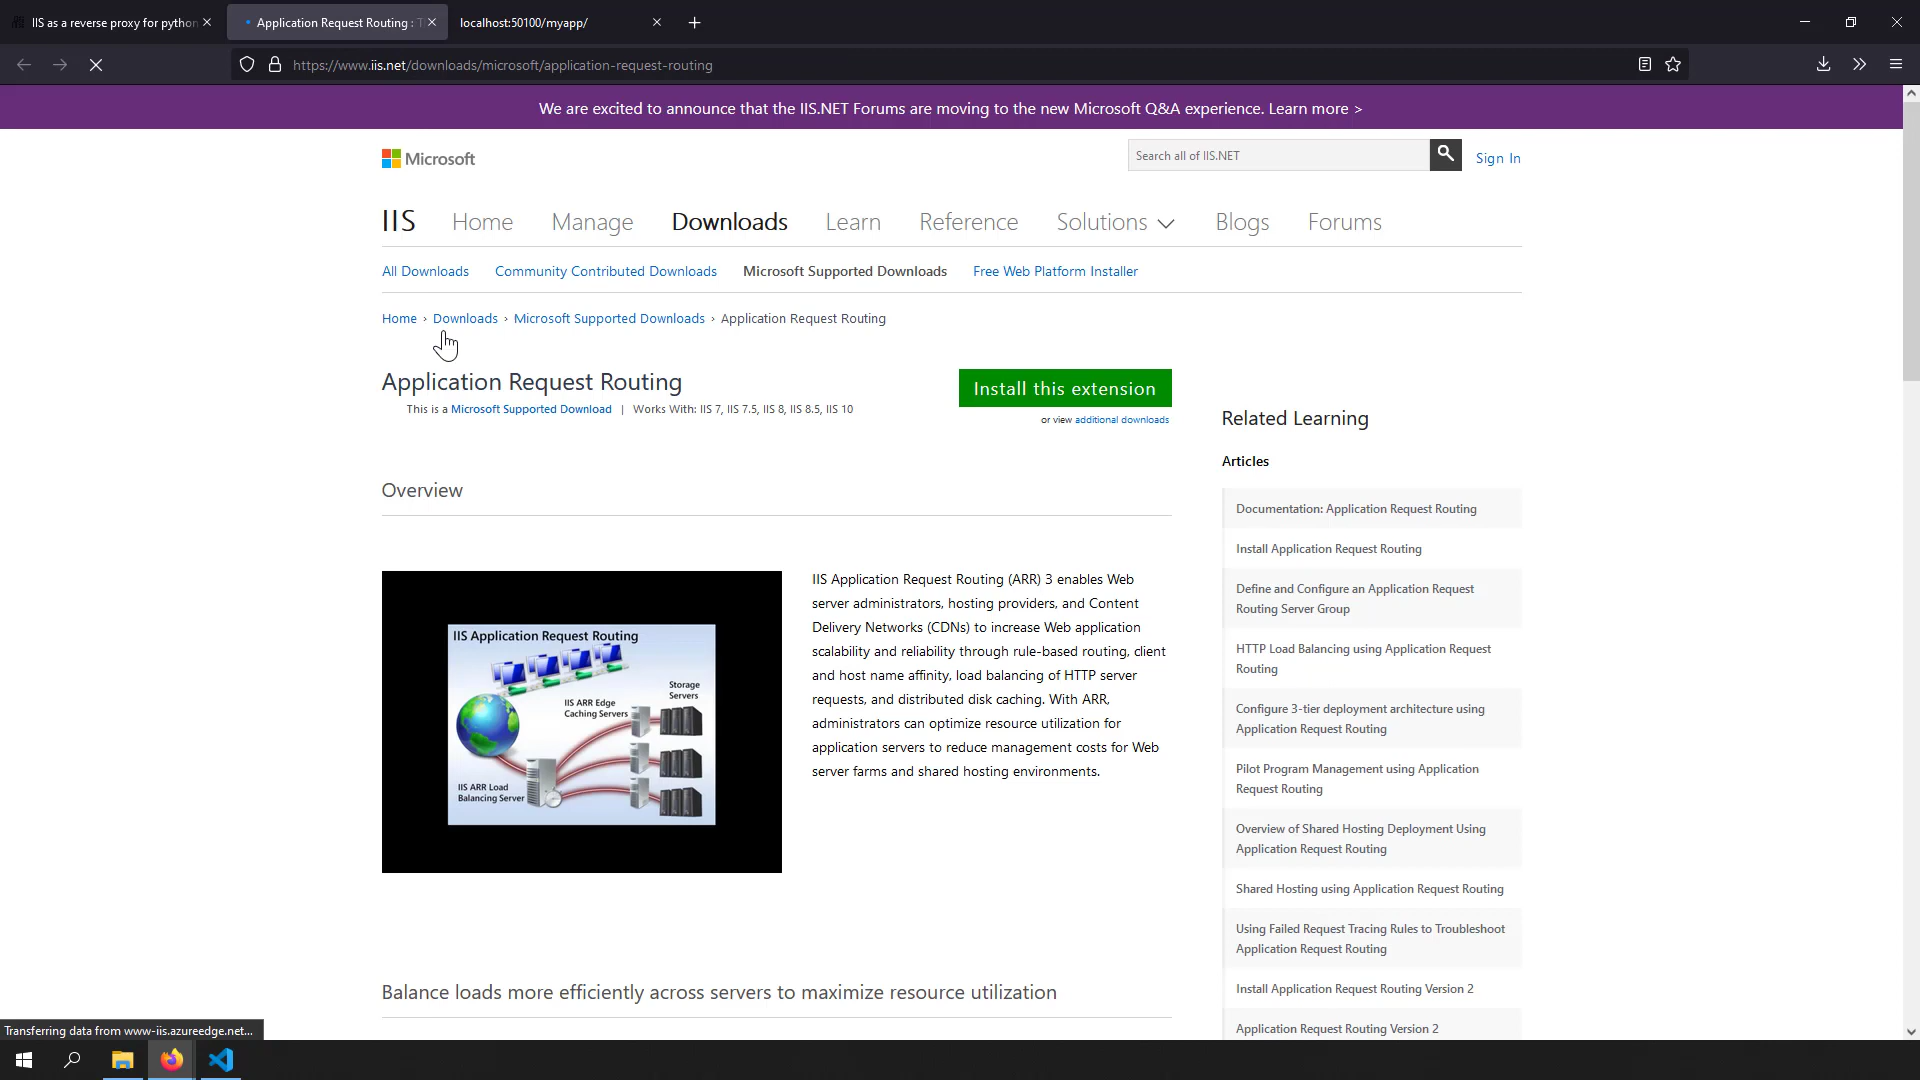 IIS as a reverse proxy for python
Application Request Routing : T
localhost:50100/myapp/
https://www.iis.net/downloads/microsoft/application-request-routing
We are excited to announce that the IIS.NET Forums are moving to the new Microsoft Q&A experience. Learn more >
Microsoft
Search all of IIS.NET
Sign In
IIS Home Manage Downloads Learn Reference Solutions Blogs Forums
All Downloads Community Contributed Downloads Microsoft Supported Downloads Free Web Platform Installer
Home › Downloads › Microsoft Supported Downloads › Application Request Routing
Application Request Routing
This is a Microsoft Supported Download | Works With: IIS 7, IIS 7.5, IIS 8, IIS 8.5, IIS 10
Install this extension
or view additional downloads
Overview
IIS Application Request Routing
Storage
Servers
IIS ARR Edge
Caching Servers
IIS ARR Load
Balancing Server
IIS Application Request Routing (ARR) 3 enables Web
server administrators, hosting providers, and Content
Delivery Networks (CDNs) to increase Web application
scalability and reliability through rule-based routing, client
and host name affinity, load balancing of HTTP server
requests, and distributed disk caching. With ARR,
administrators can optimize resource utilization for
application servers to reduce management costs for Web
server farms and shared hosting environments.
Balance loads more efficiently across servers to maximize resource utilization
Related Learning
Articles
Documentation: Application Request Routing
Install Application Request Routing
Define and Configure an Application Request
Routing Server Group
HTTP Load Balancing using Application Request
Routing
Configure 3-tier deployment architecture using
Application Request Routing
Pilot Program Management using Application
Request Routing
Overview of Shared Hosting Deployment Using
Application Request Routing
Shared Hosting using Application Request Routing
Using Failed Request Tracing Rules to Troubleshoot
Application Request Routing
Install Application Request Routing Version 2
Application Request Routing Version 2
Transferring data from www-iis.azureedge.net...